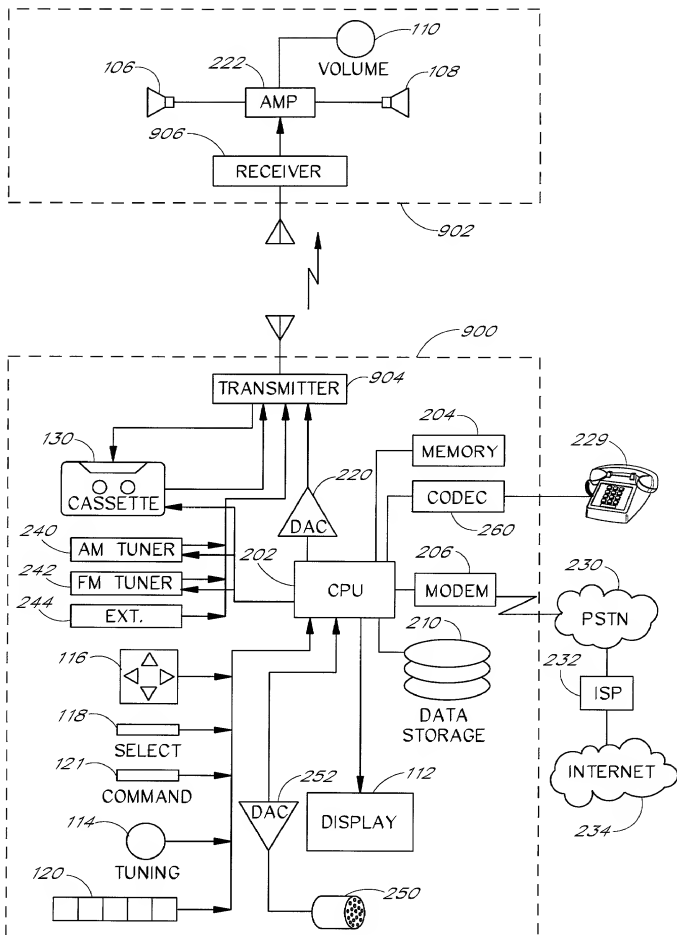 110
VOLUME
106
222
108
AMP
906
RECEIVER
902
900
TRANSMITTER
904
130
CASSETTE
220
DAC
204
MEMORY
229
CODEC
260
240
AM TUNER
202
CPU
206
MODEM
230
PSTN
242
FM TUNER
244
EXT.
210
DATA
STORAGE
232
ISP
116
118
SELECT
121
COMMAND
252
DAC
112
DISPLAY
INTERNET
234
114
TUNING
120
250